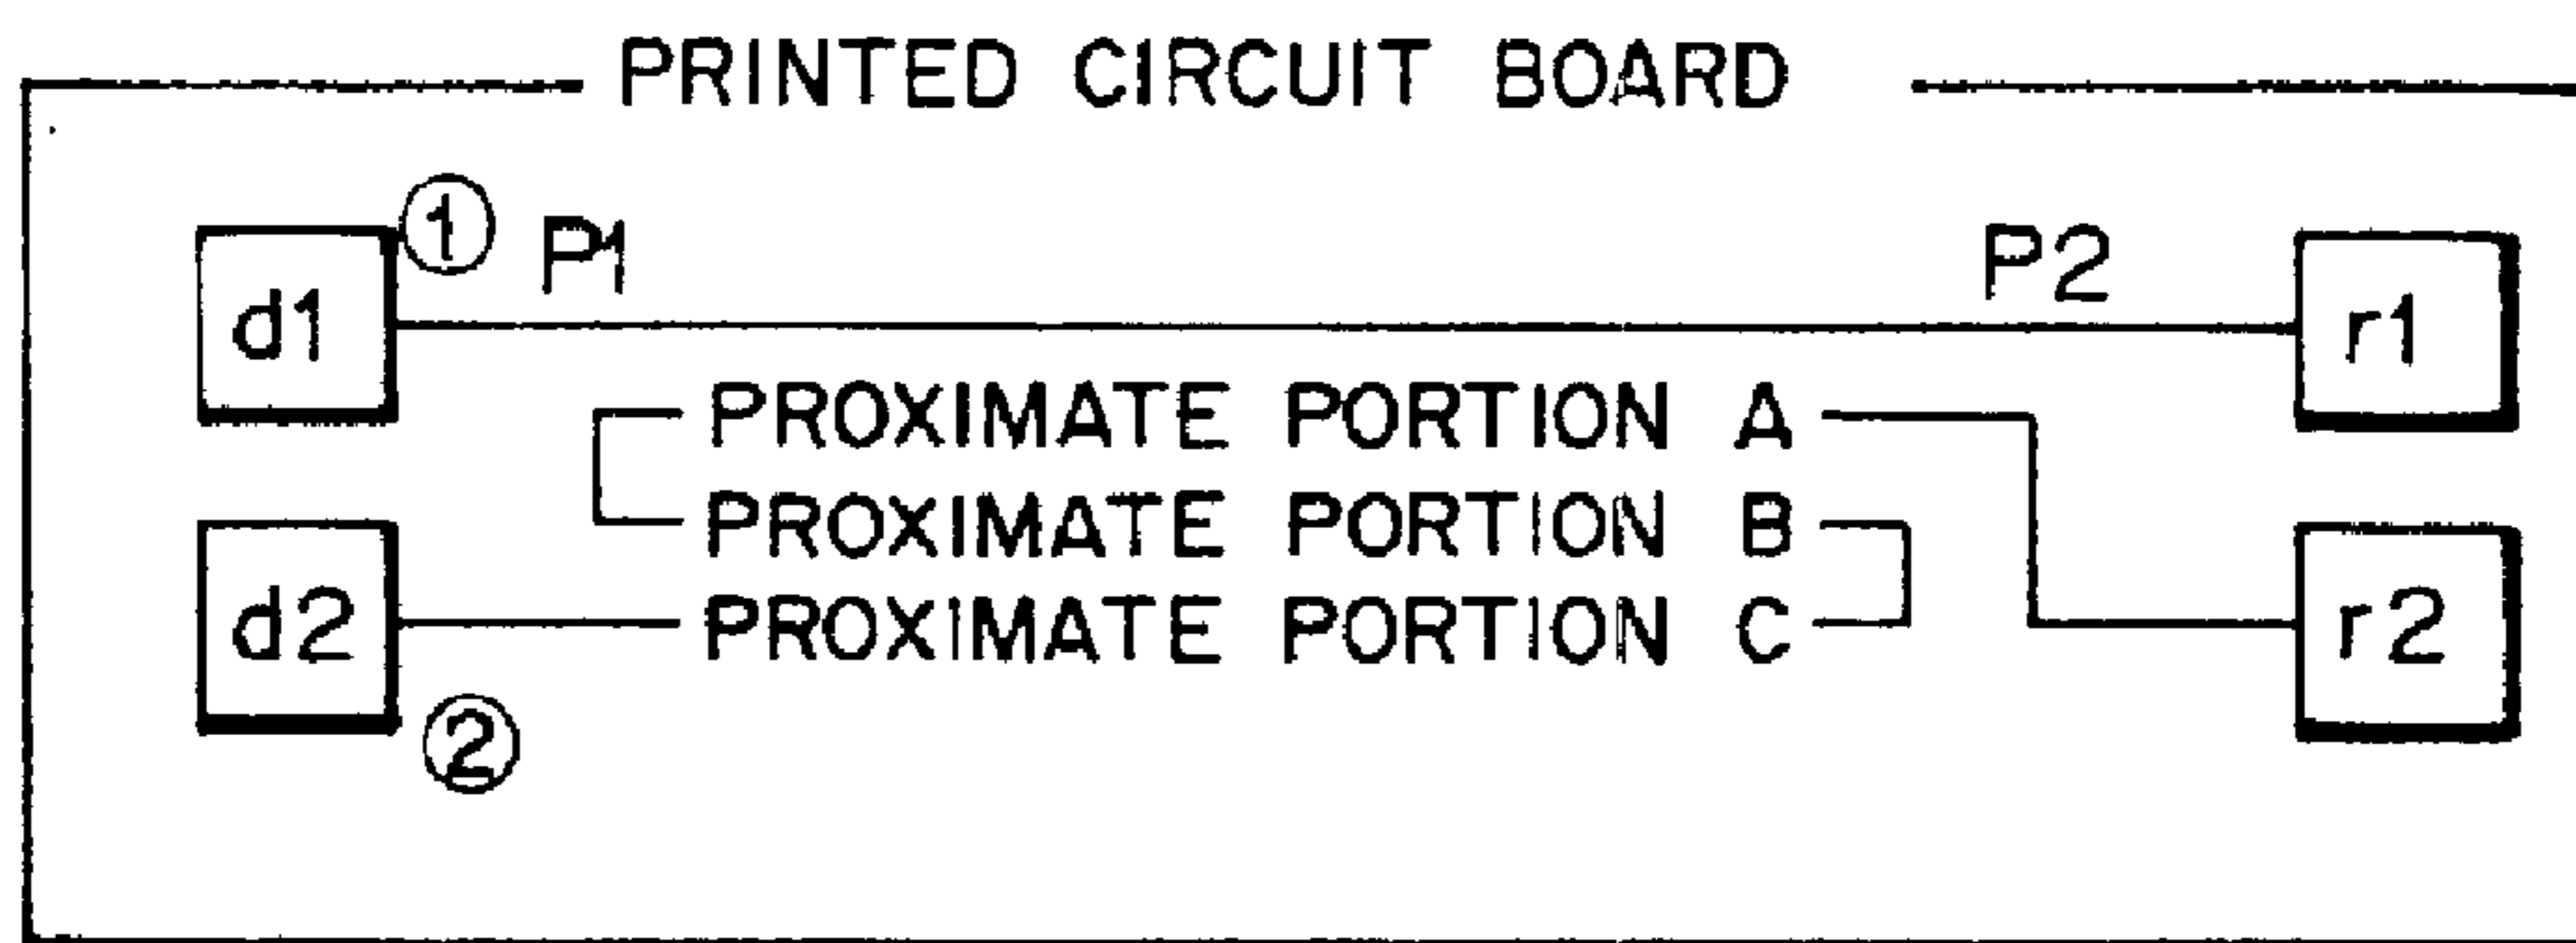 PRINTED CIRCUIT BOARD
① P1 P2
d1 r1
PROXIMATE PORTION A
PROXIMATE PORTION B
d2 PROXIMATE PORTION C r2
②